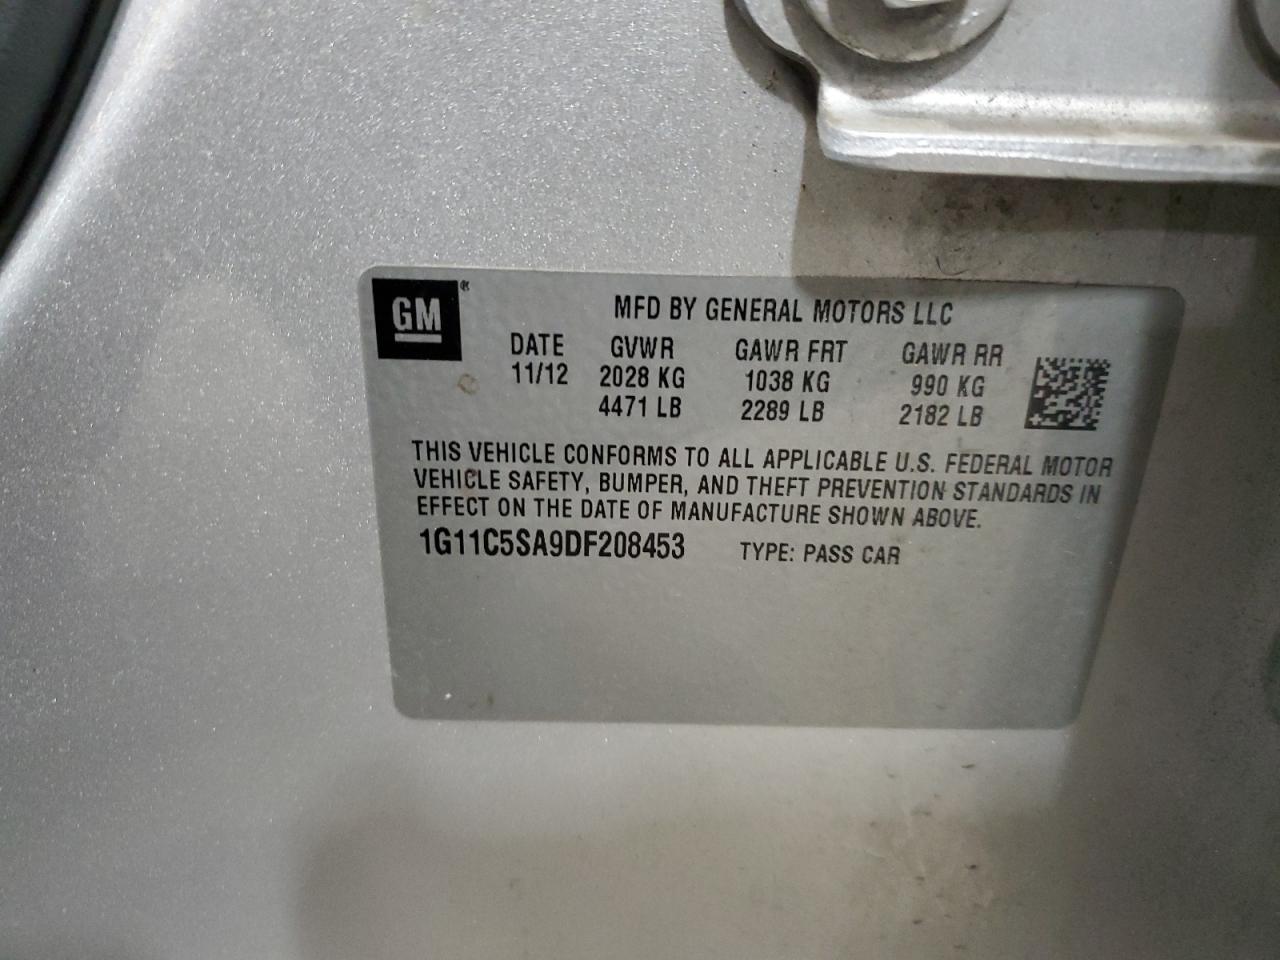 GM®
MFD BY GENERAL MOTORS LLC
DATE GVWR GAWR FRT GAWR RR
11/12 2028 KG 1038 KG 990 KG
4471 LB 2289 LB 2182 LB
THIS VEHICLE CONFORMS TO ALL APPLICABLE U.S. FEDERAL MOTOR
VEHICLE SAFETY, BUMPER, AND THEFT PREVENTION STANDARDS IN
EFFECT ON THE DATE OF MANUFACTURE SHOWN ABOVE.
1G11C5SA9DF208453 TYPE: PASS CAR